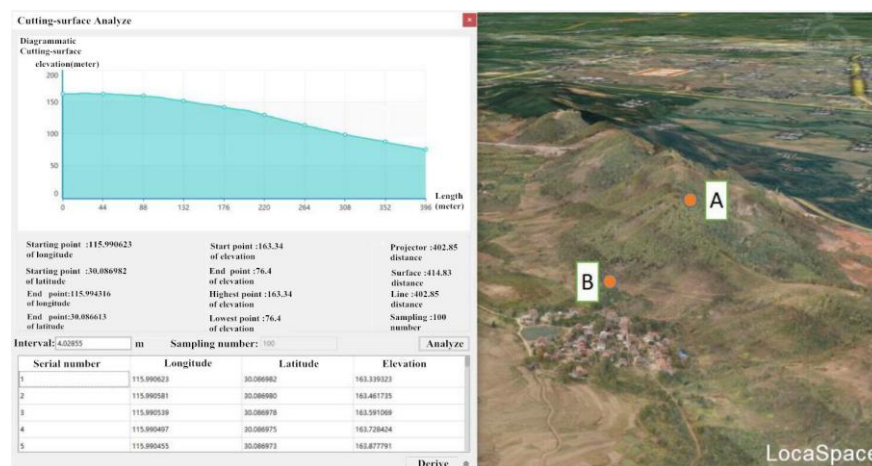 Cutting-surface Analyze
Diagrammatic
Cutting-surface
elevation(meter)
200
150
100
50
0
0 44 88 132 176 220 264 308 352 396
Length
(meter)
Starting point :115.990623
of longitude
Start point :163.34
of elevation
Projector :402.85
distance
Starting point :30.086982
of latitude
End point :76.4
of elevation
Surface :414.83
distance
End point:115.994316
of longitude
Highest point :163.34
of elevation
Line :402.85
distance
End point:30.086613
of latitude
Lowest point :76.4
of elevation
Sampling :100
number
Interval: 4.02855 m Sampling number: 100 Analyze
Serial number Longitude Latitude Elevation
1 115.990623 30.086982 163.339323
2 115.990581 30.086980 163.461735
3 115.990539 30.086978 163.591069
4 115.990497 30.086975 163.728424
5 115.990455 30.086973 163.877791
Derive
A
B
LocaSpace